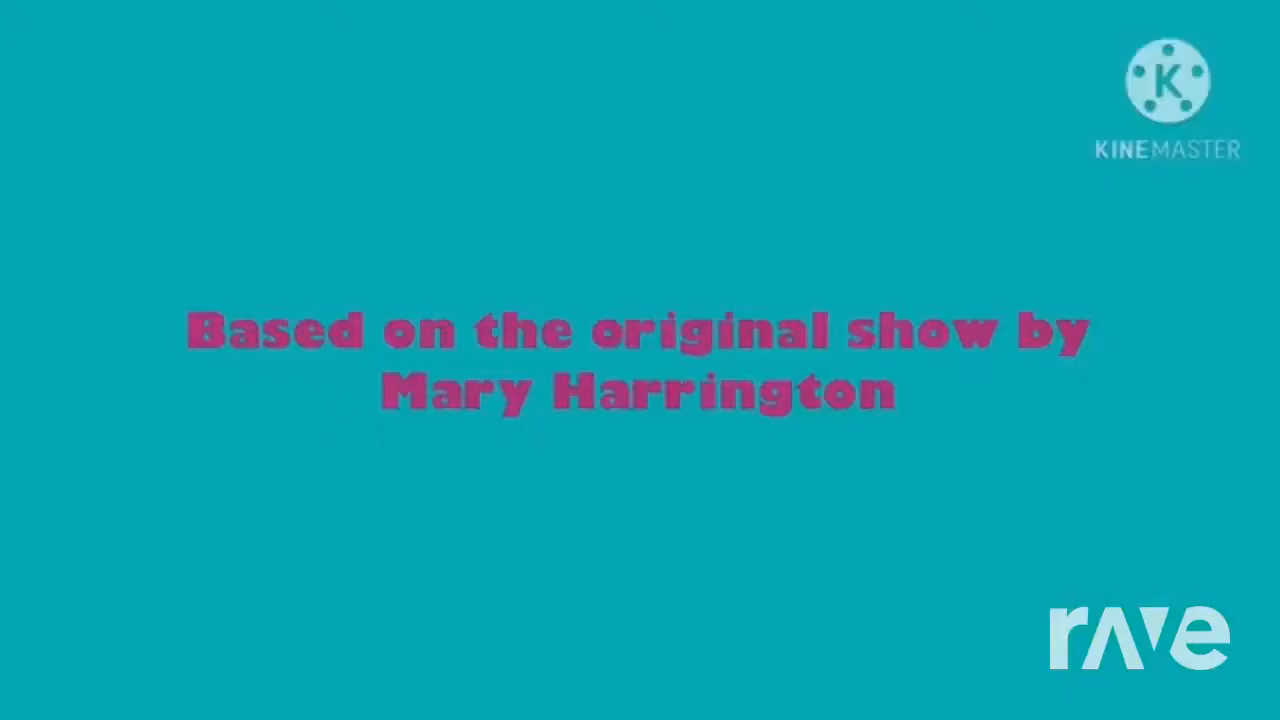 K
KINEMASTER
Based on the original show by
Mary Harrington
rave